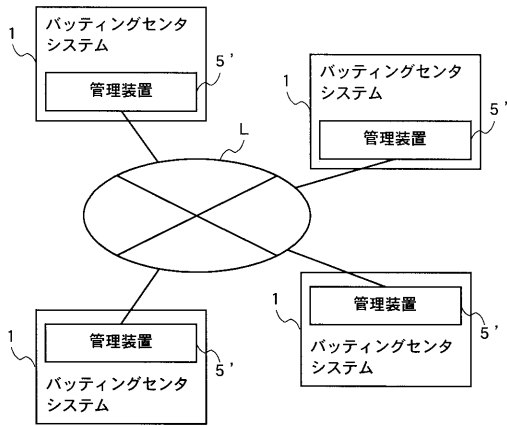 1
バッティングセンタ
システム
管理装置
5'
1
バッティングセンタ
システム
管理装置
5'
L
1
管理装置
5'
バッティングセンタ
システム
1
管理装置
5'
バッティングセンタ
システム